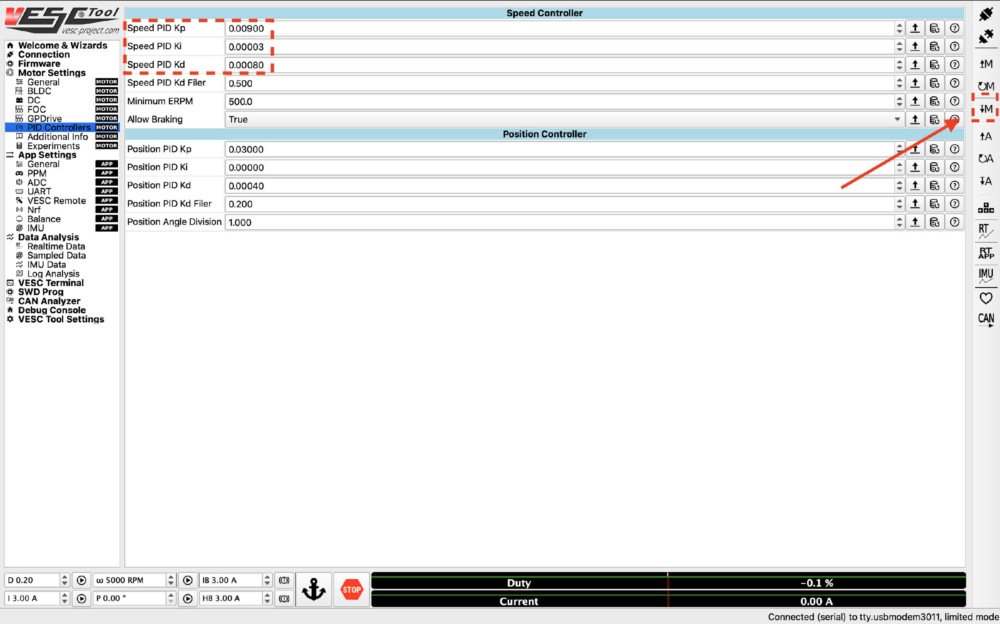 VESC® Tool
vesc-project.com
Welcome & Wizards
Connection
Firmware
Motor Settings
General MOTOR
BLDC MOTOR
DC MOTOR
FOC MOTOR
GPDrive MOTOR
PID Controllers MOTOR
Additional Info MOTOR
Experiments MOTOR
App Settings
General APP
PPM APP
ADC APP
UART APP
VESC Remote APP
Nrf APP
Balance APP
IMU APP
Data Analysis
RT Realtime Data
Sampled Data
IMU Data
Log Analysis
VESC Terminal
SWD Prog
CAN CAN Analyzer
Debug Console
VESC Tool Settings
Speed Controller
Speed PID Kp 0.00900
Speed PID Ki 0.00003
Speed PID Kd 0.00080
Speed PID Kd Filer 0.500
Minimum ERPM 500.0
Allow Braking True
Position Controller
Position PID Kp 0.03000
Position PID Ki 0.00000
Position PID Kd 0.00040
Position PID Kd Filer 0.200
Position Angle Division 1.000
M
M
M
A
A
A
RT
RT
APP
IMU
CAN
D 0.20
ω 5000 RPM
IB 3.00 A
I 3.00 A
P 0.00 °
HB 3.00 A
STOP
Duty -0.1 %
Current 0.00 A
Connected (serial) to tty.usbmodem3011, limited mode